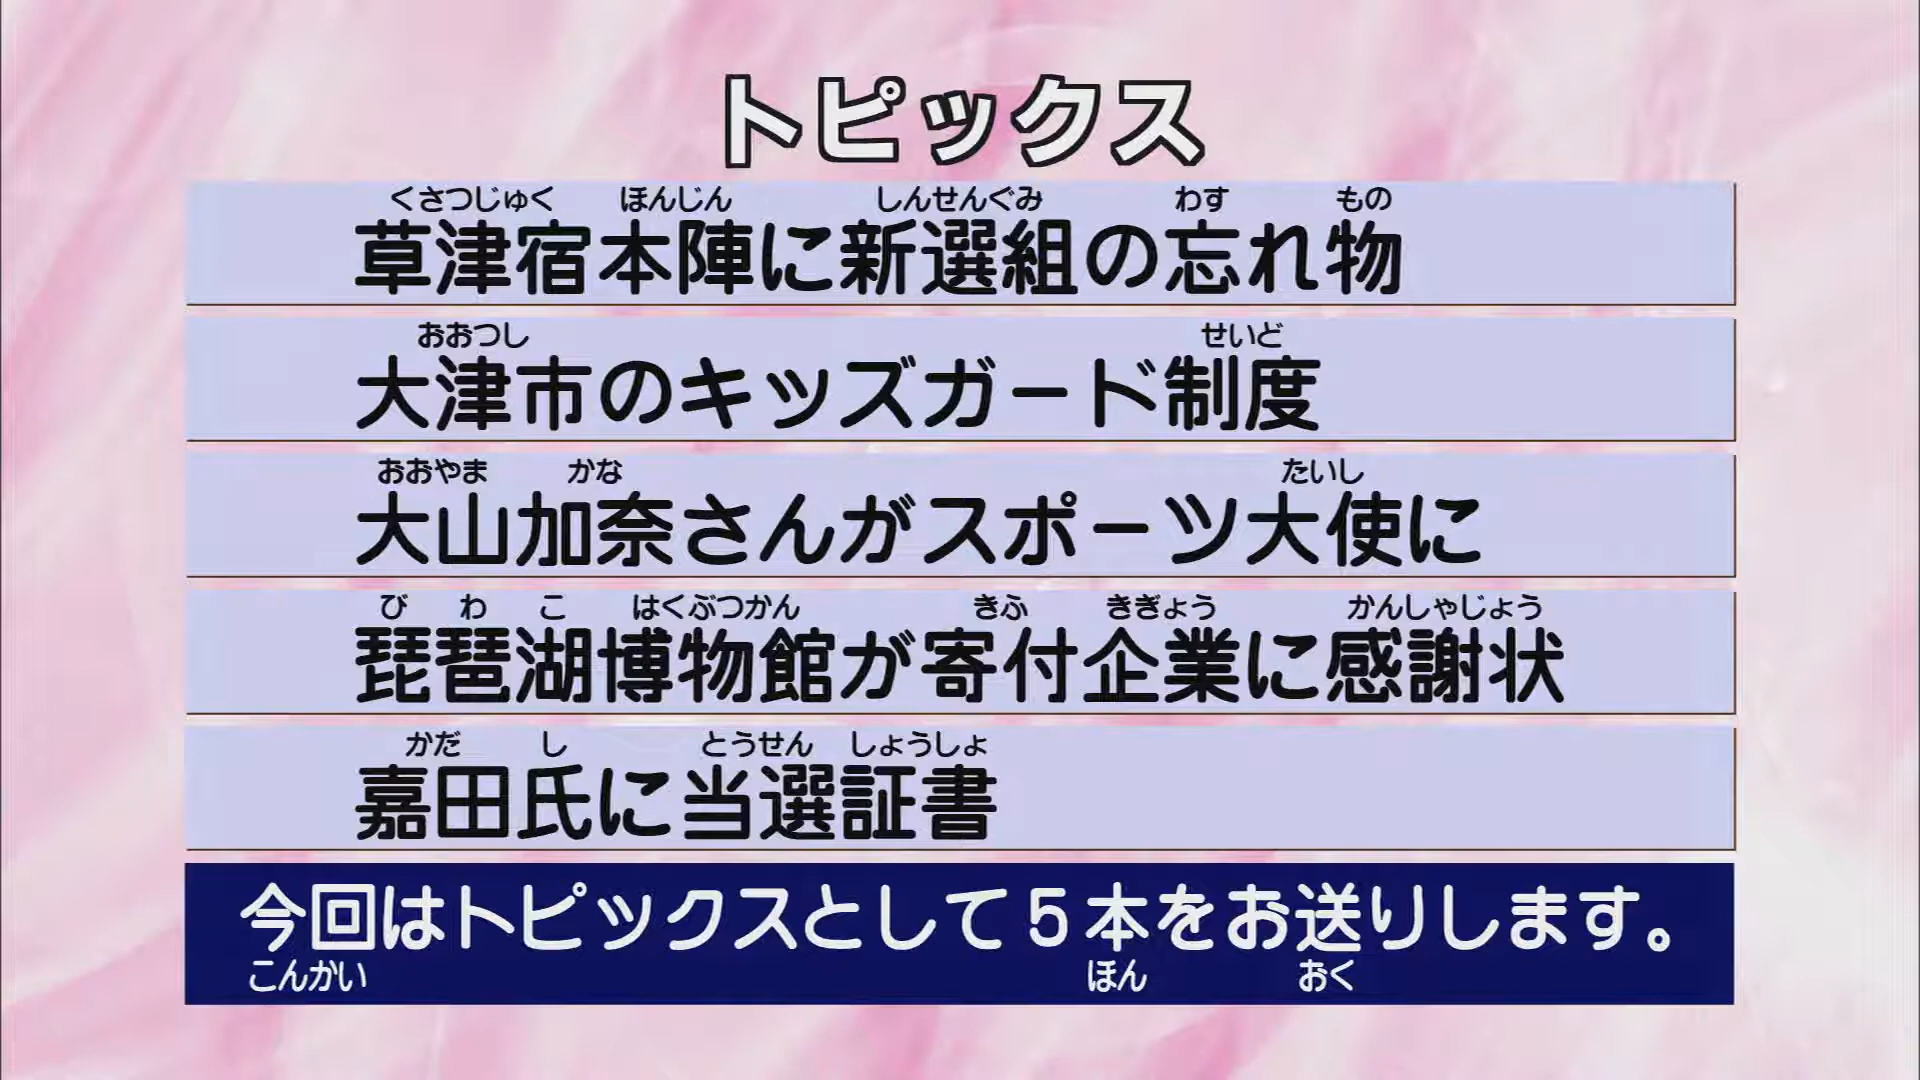 トピックス
くさつじゅく ほんじん しんせんぐみ わす もの
草津宿本陣に新選組の忘れ物
おおつし せいど
大津市のキッズガード制度
おおやま かな たいし
大山加奈さんがスポーツ大使に
び わ こ はくぶつかん きふ きぎょう かんしゃじょう
琵琶湖博物館が寄付企業に感謝状
かだ し とうせん しょうしょ
嘉田氏に当選証書
今回はトピックスとして5本をお送りします。
こんかい ほん おく